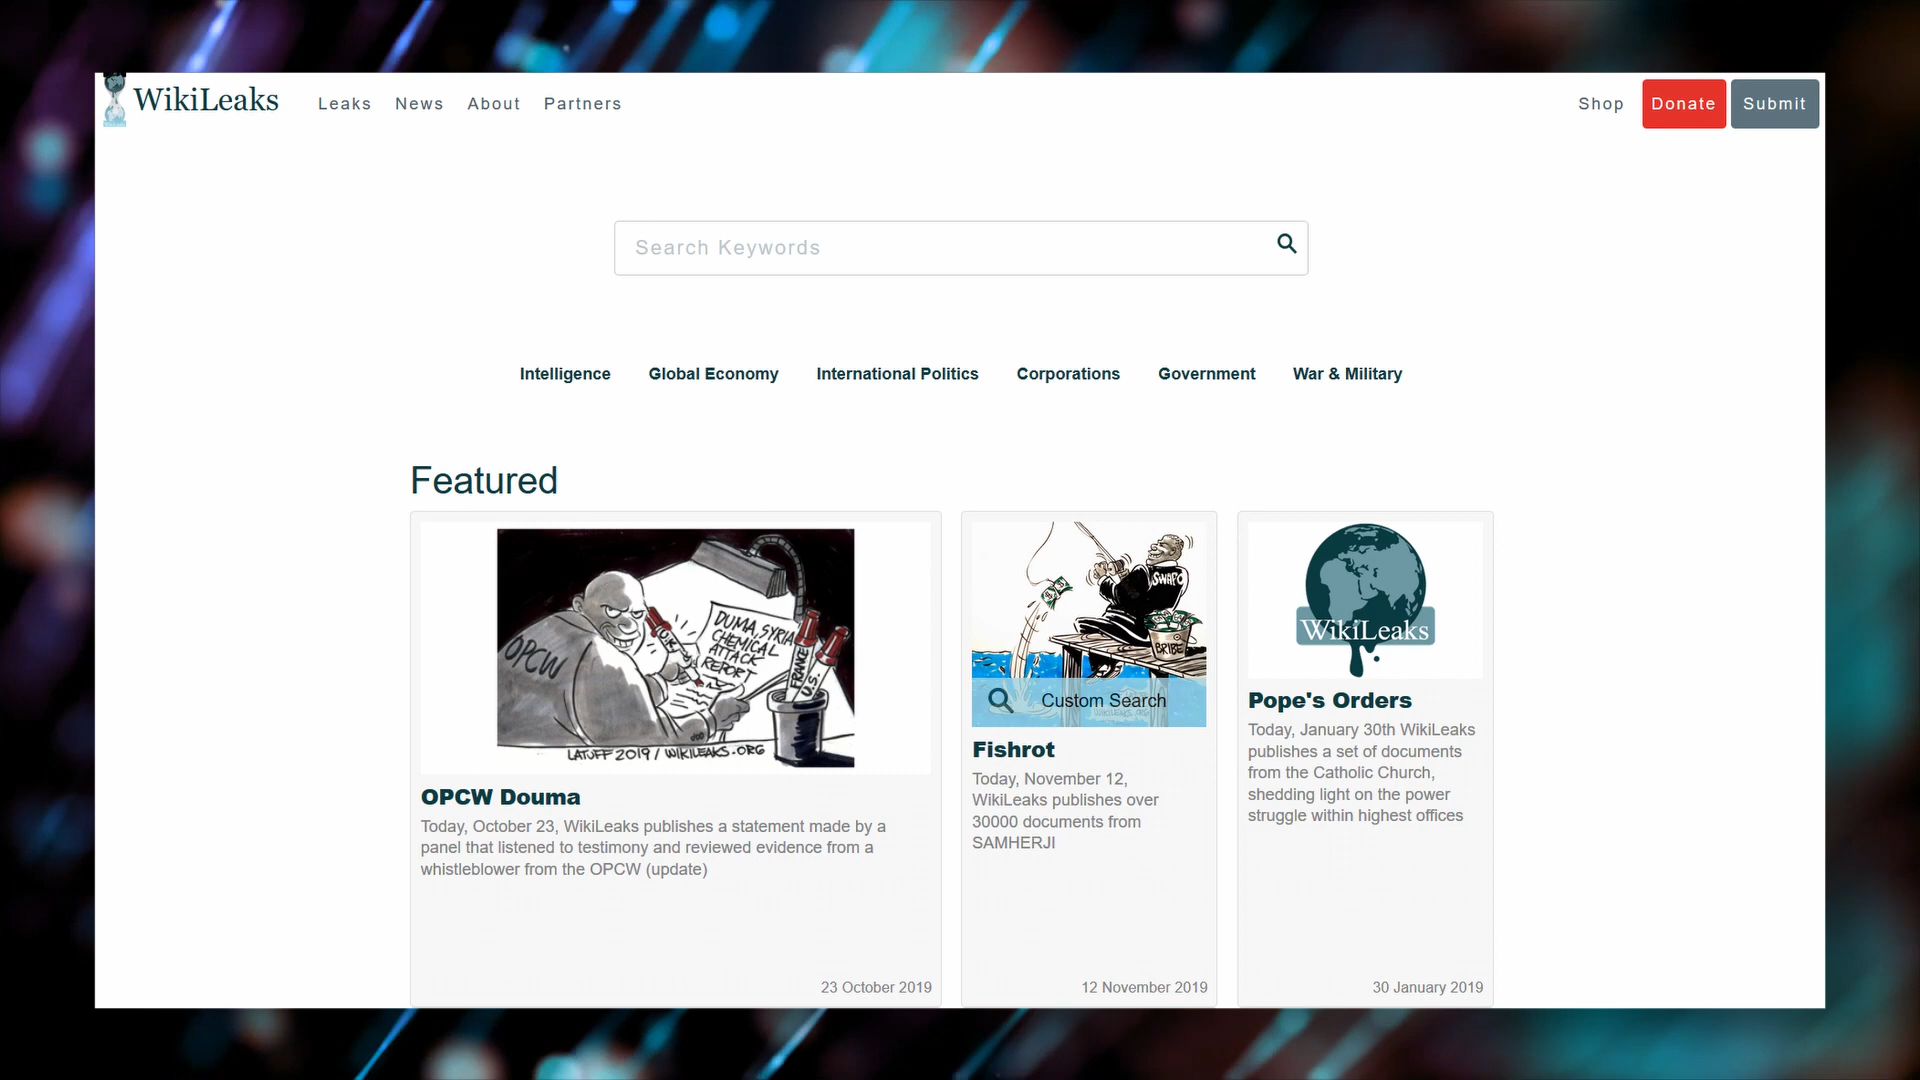 WikiLeaks
Leaks News About Partners
Shop Donate Submit
Search Keywords
Intelligence Global Economy International Politics Corporations Government War & Military
Featured
OPCW
U.K.
DUMA, SYRIA
CHEMICAL
ATTACK
REPORT
FRANCE
U.S.
LATUFF 2019 / WIKILEAKS.ORG
OPCW Douma
Today, October 23, WikiLeaks publishes a statement made by a
panel that listened to testimony and reviewed evidence from a
whistleblower from the OPCW (update)
23 October 2019
SWAPO
BRIBE
Custom Search
Fishrot
Today, November 12,
WikiLeaks publishes over
30000 documents from
SAMHERJI
12 November 2019
WikiLeaks
Pope's Orders
Today, January 30th WikiLeaks
publishes a set of documents
from the Catholic Church,
shedding light on the power
struggle within highest offices
30 January 2019